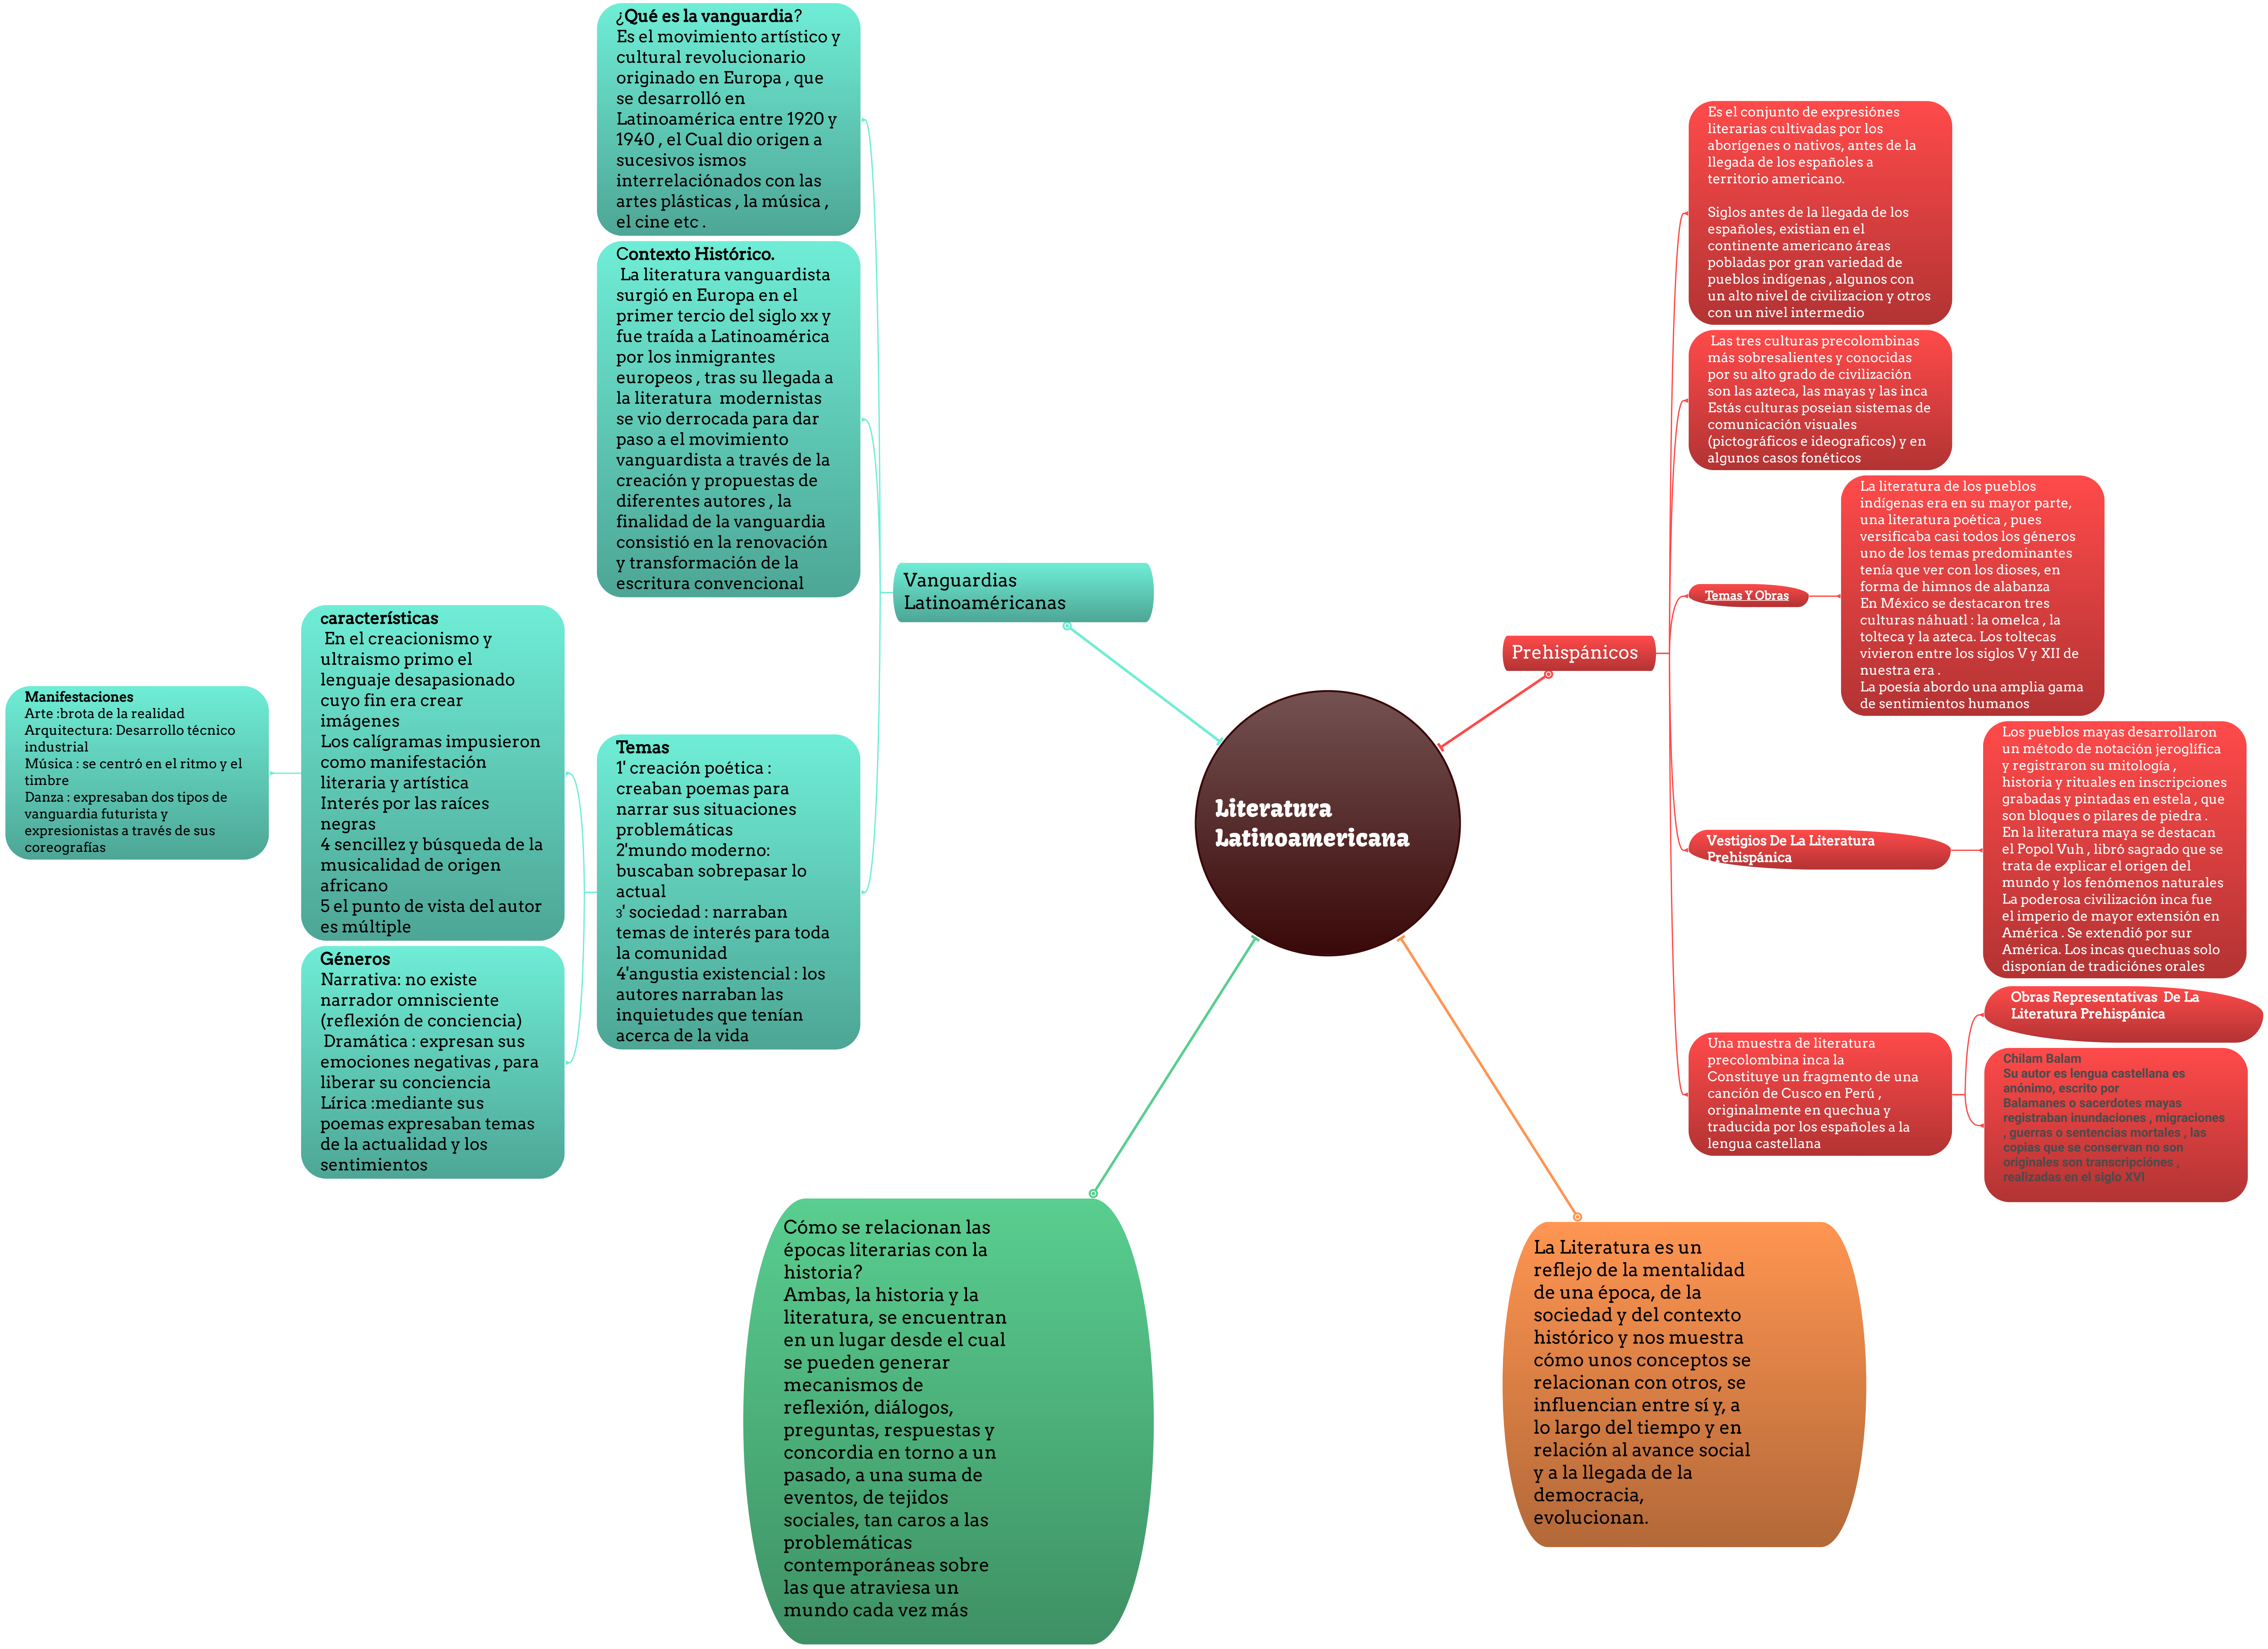 ¿Qué es la vanguardia?
Es el movimiento artístico y
cultural revolucionario
originado en Europa , que
se desarrolló en
Latinoamérica entre 1920 y
1940 , el Cual dio origen a
sucesivos ismos
interrelaciónados con las
artes plásticas , la música ,
el cine etc .
Contexto Histórico.
La literatura vanguardista
surgió en Europa en el
primer tercio del siglo xx y
fue traída a Latinoamérica
por los inmigrantes
europeos , tras su llegada a
la literatura modernistas
se vio derrocada para dar
paso a el movimiento
vanguardista a través de la
creación y propuestas de
diferentes autores , la
finalidad de la vanguardia
consistió en la renovación
y transformación de la
escritura convencional
Vanguardias
Latinoaméricanas
características
En el creacionismo y
ultraismo primo el
lenguaje desapasionado
cuyo fin era crear
imágenes
Los calígramas impusieron
como manifestación
literaria y artística
Interés por las raíces
negras
4 sencillez y búsqueda de la
musicalidad de origen
africano
5 el punto de vista del autor
es múltiple
Manifestaciones
Arte :brota de la realidad
Arquitectura: Desarrollo técnico
industrial
Música : se centró en el ritmo y el
timbre
Danza : expresaban dos tipos de
vanguardia futurista y
expresionistas a través de sus
coreografías
Temas
1' creación poética :
creaban poemas para
narrar sus situaciones
problemáticas
2'mundo moderno:
buscaban sobrepasar lo
actual
3' sociedad : narraban
temas de interés para toda
la comunidad
4'angustia existencial : los
autores narraban las
inquietudes que tenían
acerca de la vida
Géneros
Narrativa: no existe
narrador omnisciente
(reflexión de conciencia)
Dramática : expresan sus
emociones negativas , para
liberar su conciencia
Lírica :mediante sus
poemas expresaban temas
de la actualidad y los
sentimientos
Literatura
Latinoamericana
Prehispánicos
Es el conjunto de expresiónes
literarias cultivadas por los
aborígenes o nativos, antes de la
llegada de los españoles a
territorio americano.
Siglos antes de la llegada de los
españoles, existian en el
continente americano áreas
pobladas por gran variedad de
pueblos indígenas , algunos con
un alto nivel de civilizacion y otros
con un nivel intermedio
Las tres culturas precolombinas
más sobresalientes y conocidas
por su alto grado de civilización
son las azteca, las mayas y las inca
Estás culturas poseian sistemas de
comunicación visuales
(pictográficos e ideograficos) y en
algunos casos fonéticos
Temas Y Obras
La literatura de los pueblos
indígenas era en su mayor parte,
una literatura poética , pues
versificaba casi todos los géneros
uno de los temas predominantes
tenía que ver con los dioses, en
forma de himnos de alabanza
En México se destacaron tres
culturas náhuatl : la omelca , la
tolteca y la azteca. Los toltecas
vivieron entre los siglos V y XII de
nuestra era .
La poesía abordo una amplia gama
de sentimientos humanos
Vestigios De La Literatura
Prehispánica
Los pueblos mayas desarrollaron
un método de notación jeroglífica
y registraron su mitología ,
historia y rituales en inscripciones
grabadas y pintadas en estela , que
son bloques o pilares de piedra .
En la literatura maya se destacan
el Popol Vuh , libró sagrado que se
trata de explicar el origen del
mundo y los fenómenos naturales
La poderosa civilización inca fue
el imperio de mayor extensión en
América . Se extendió por sur
América. Los incas quechuas solo
disponían de tradiciónes orales
Una muestra de literatura
precolombina inca la
Constituye un fragmento de una
canción de Cusco en Perú ,
originalmente en quechua y
traducida por los españoles a la
lengua castellana
Obras Representativas De La
Literatura Prehispánica
Chilam Balam
Su autor es lengua castellana es
anónimo, escrito por
Balamanes o sacerdotes mayas
registraban inundaciones , migraciones
, guerras o sentencias mortales , las
copias que se conservan no son
originales son transcripciónes ,
realizadas en el siglo XVI
Cómo se relacionan las
épocas literarias con la
historia?
Ambas, la historia y la
literatura, se encuentran
en un lugar desde el cual
se pueden generar
mecanismos de
reflexión, diálogos,
preguntas, respuestas y
concordia en torno a un
pasado, a una suma de
eventos, de tejidos
sociales, tan caros a las
problemáticas
contemporáneas sobre
las que atraviesa un
mundo cada vez más
La Literatura es un
reflejo de la mentalidad
de una época, de la
sociedad y del contexto
histórico y nos muestra
cómo unos conceptos se
relacionan con otros, se
influencian entre sí y, a
lo largo del tiempo y en
relación al avance social
y a la llegada de la
democracia,
evolucionan.